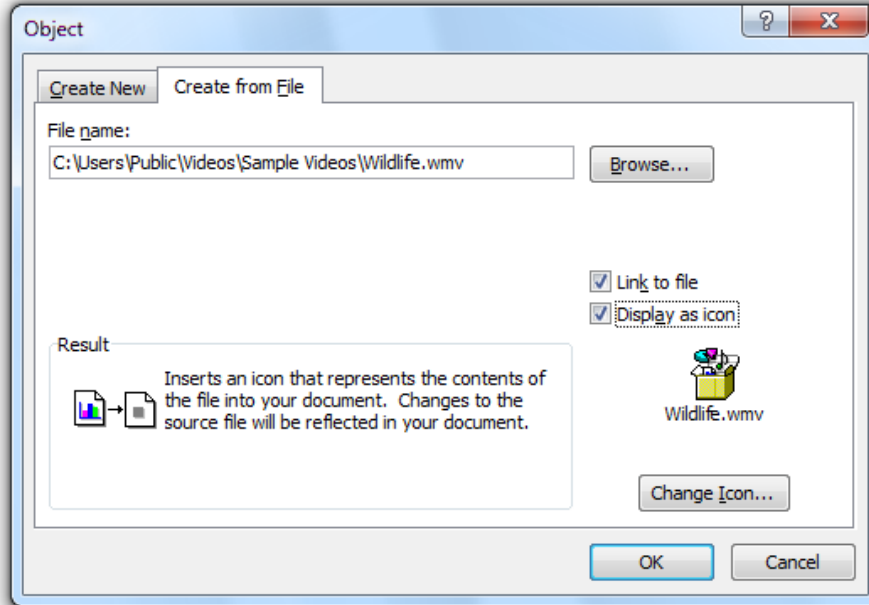 Object
?
X
Create New
Create from File
File name:
C:\Users\Public\Videos\Sample Videos\Wildlife.wmv
Browse...
Link to file
Display as icon
Result
Inserts an icon that represents the contents of
the file into your document.  Changes to the
source file will be reflected in your document.
Wildlife.wmv
Change Icon...
OK
Cancel